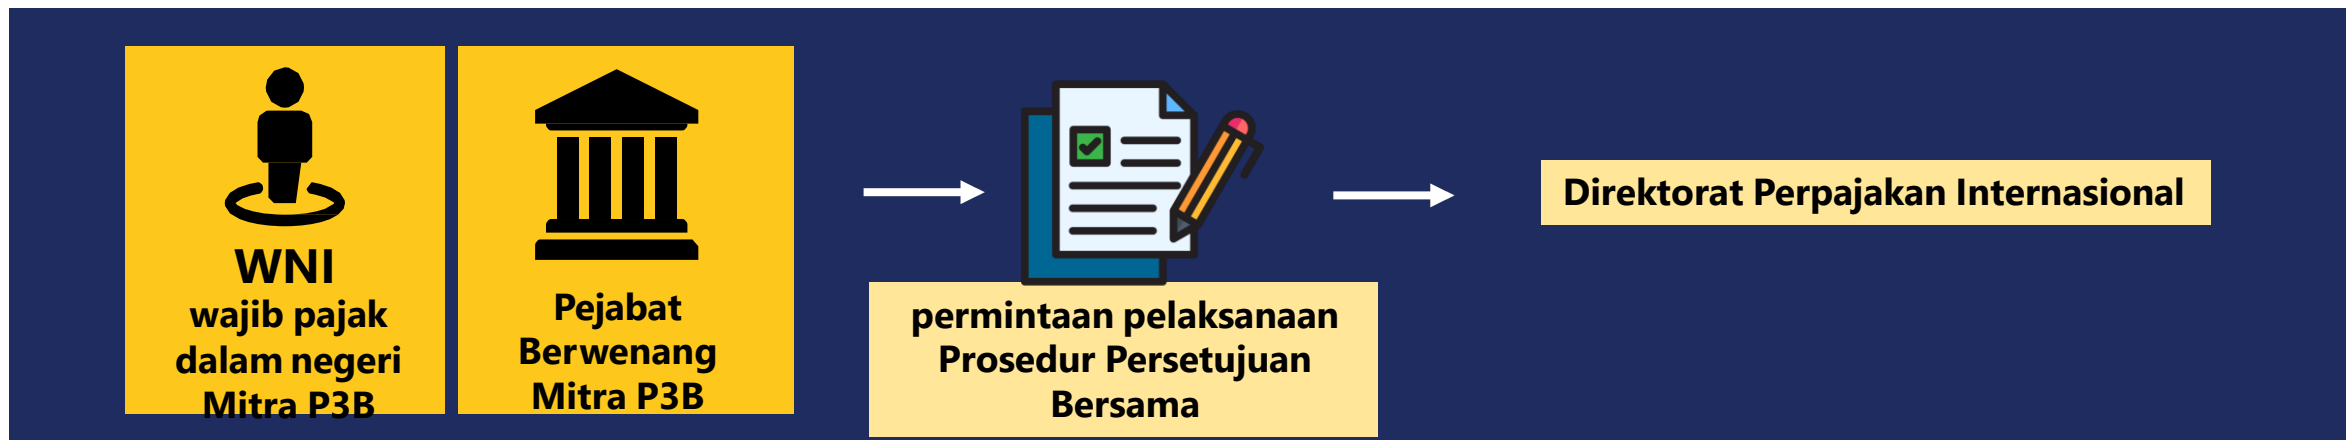 WNI
wajib pajak
dalam negeri
Mitra P3B
Pejabat
Berwenang
Mitra P3B
permintaan pelaksanaan
Prosedur Persetujuan
Bersama
Direktorat Perpajakan Internasional